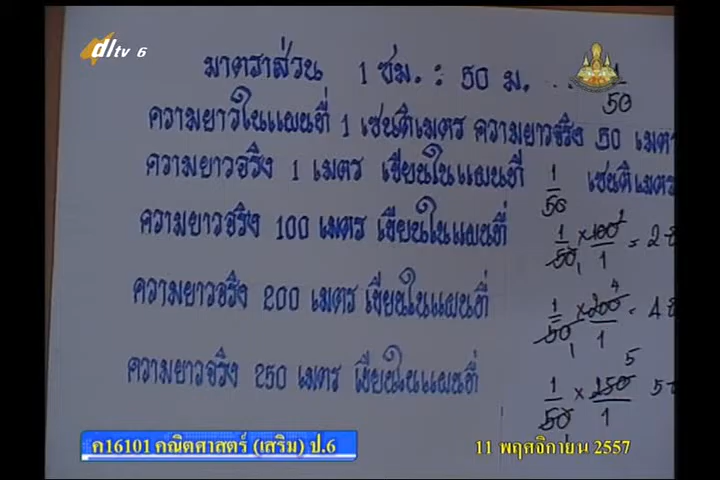 dltv 6
มาตราส่วน 1 ซม. : 50 ม. 1/50
ความยาวในแผนที่ 1 เซนติเมตร ความยาวจริง 50 เมตร
ความยาวจริง 1 เมตร เขียนในแผนที่ 1/50 เซนติเมตร
ความยาวจริง 100 เมตร เขียนในแผนที่ 1/50 × 100/1 = 2
ความยาวจริง 200 เมตร เขียนในแผนที่ 1/50 × 200/1 = 4
ความยาวจริง 250 เมตร เขียนในแผนที่ 1/50 × 250/1 5
ค16101 คณิตศาสตร์ (เสริม) ป.6
11 พฤศจิกายน 2557